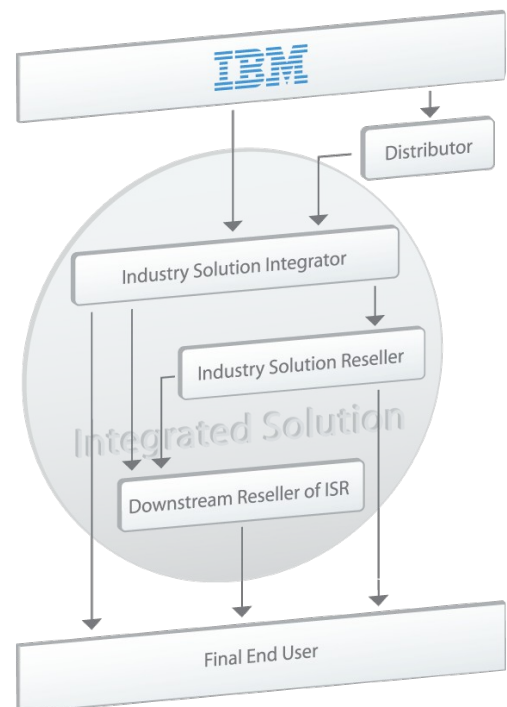 IBM
Distributor
Industry Solution Integrator
Industry Solution Reseller
Integrated Solution
Downstream Reseller of ISR
Final End User